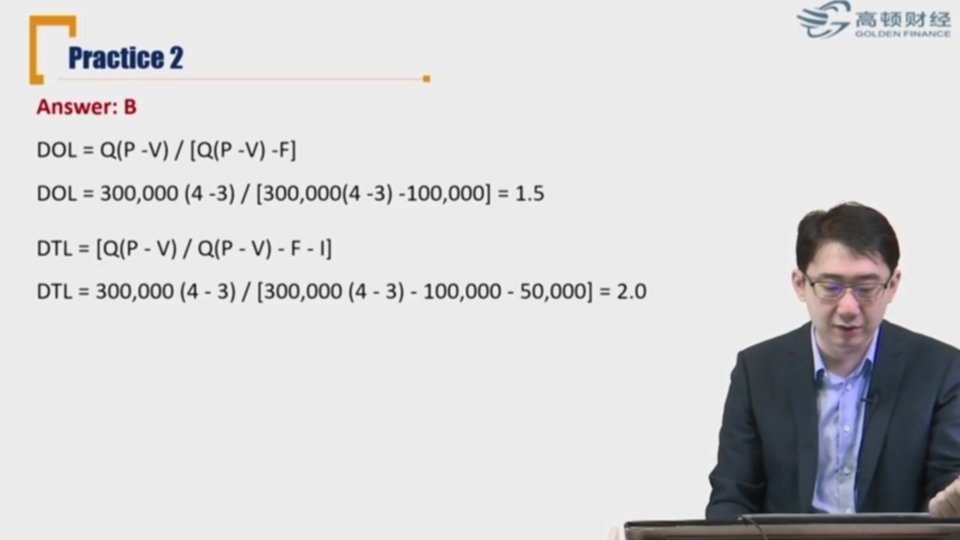 高顿财经
GOLDEN FINANCE
Practice 2
Answer: B
DOL = Q(P -V) / [Q(P -V) -F]
DOL = 300,000 (4 -3) / [300,000(4 -3) -100,000] = 1.5
DTL = [Q(P - V) / Q(P - V) - F - I]
DTL = 300,000 (4 - 3) / [300,000 (4 - 3) - 100,000 - 50,000] = 2.0